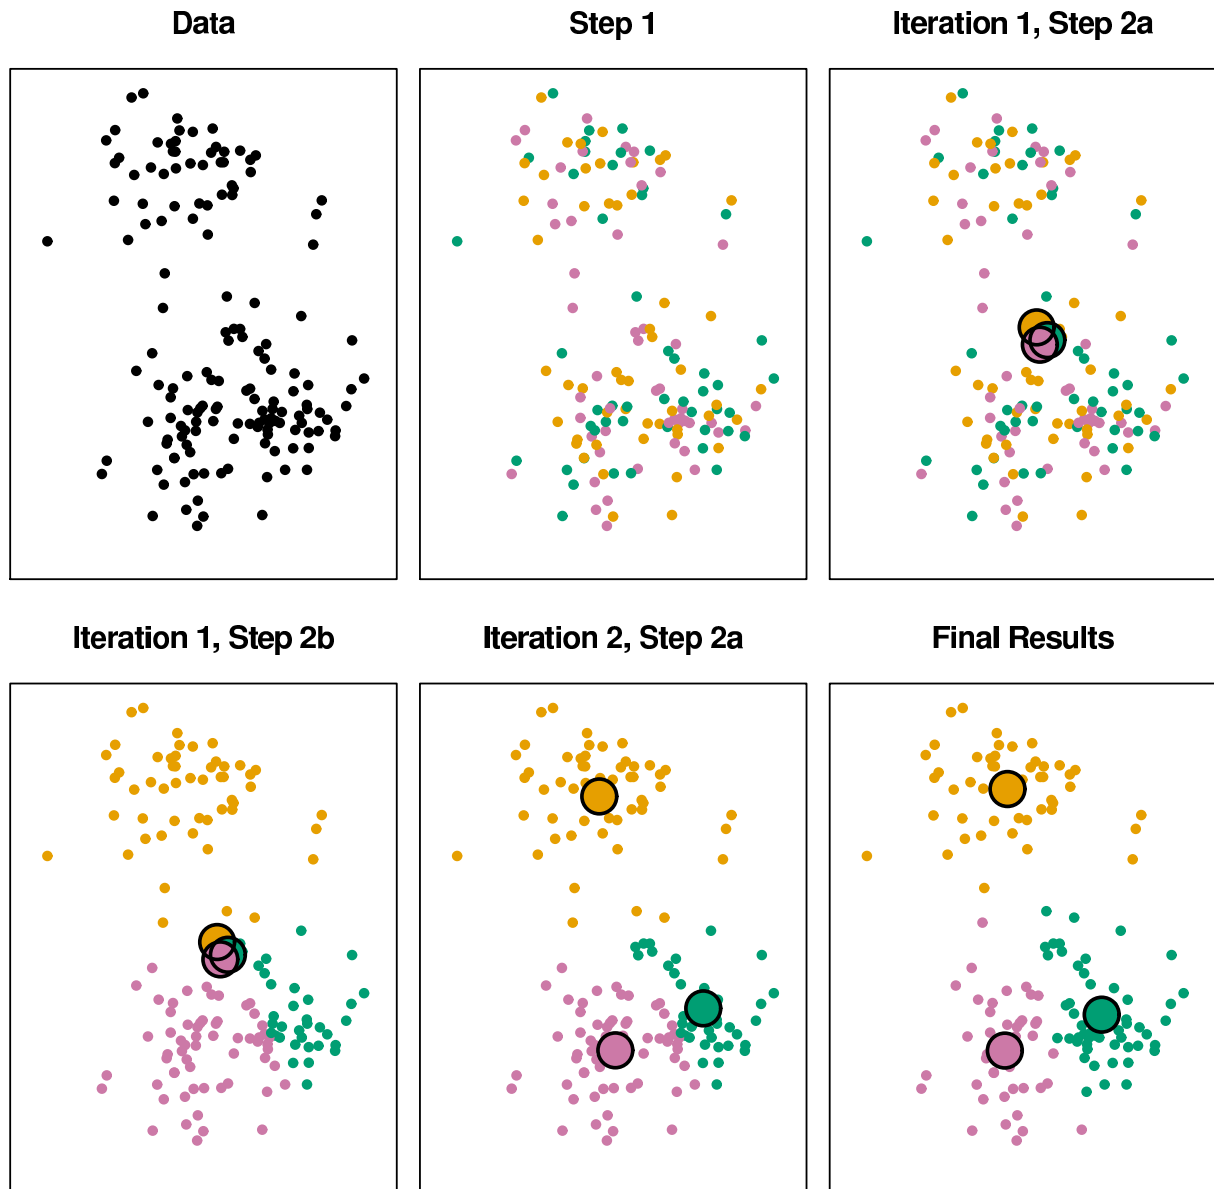 Data
Step 1
Iteration 1, Step 2a
Iteration 1, Step 2b
Iteration 2, Step 2a
Final Results